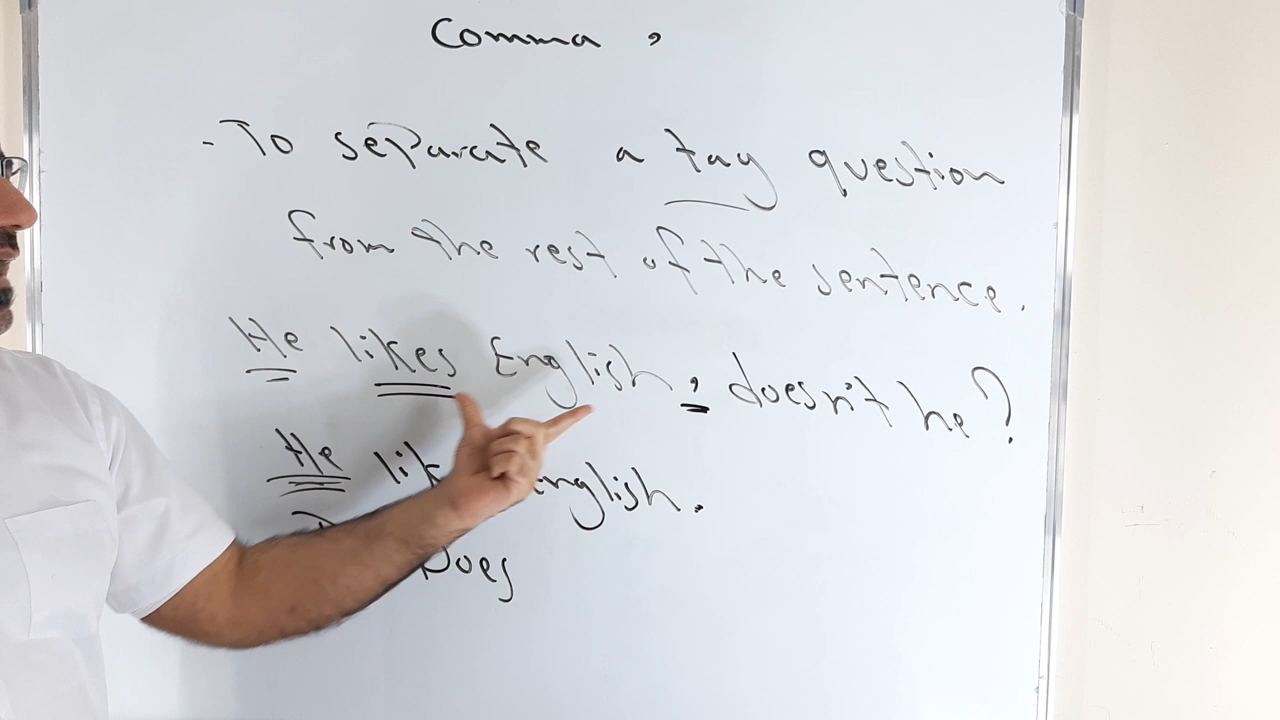 Comma ,
- To separate a tag question
from the rest of the sentence.
He likes English, doesn't he?
He English.
Does